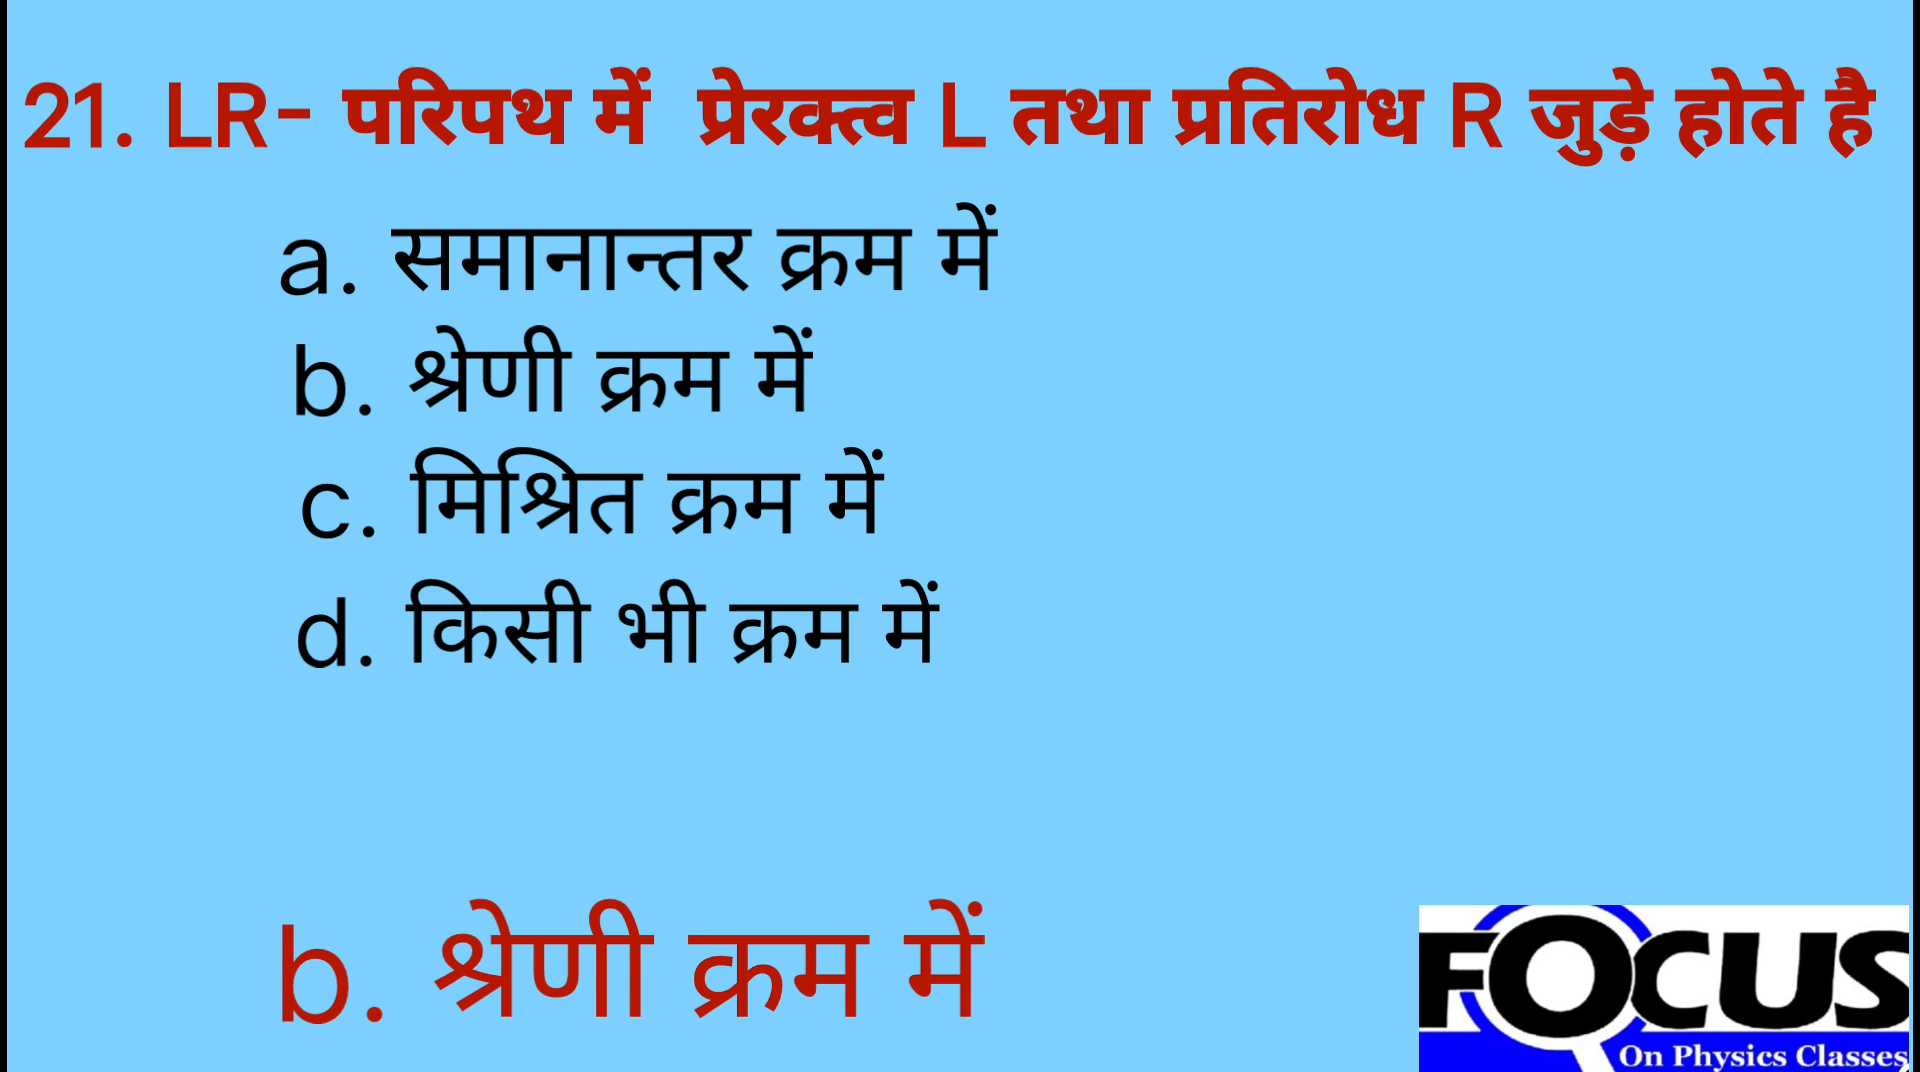 21. LR- परिपथ में प्रेरक्त्व L तथा प्रतिरोध R जुड़े होते है
a. समानान्तर क्रम में
b. श्रेणी क्रम में
c. मिश्रित क्रम में
d. किसी भी क्रम में
b. श्रेणी क्रम में
FOCUS
On Physics Classes